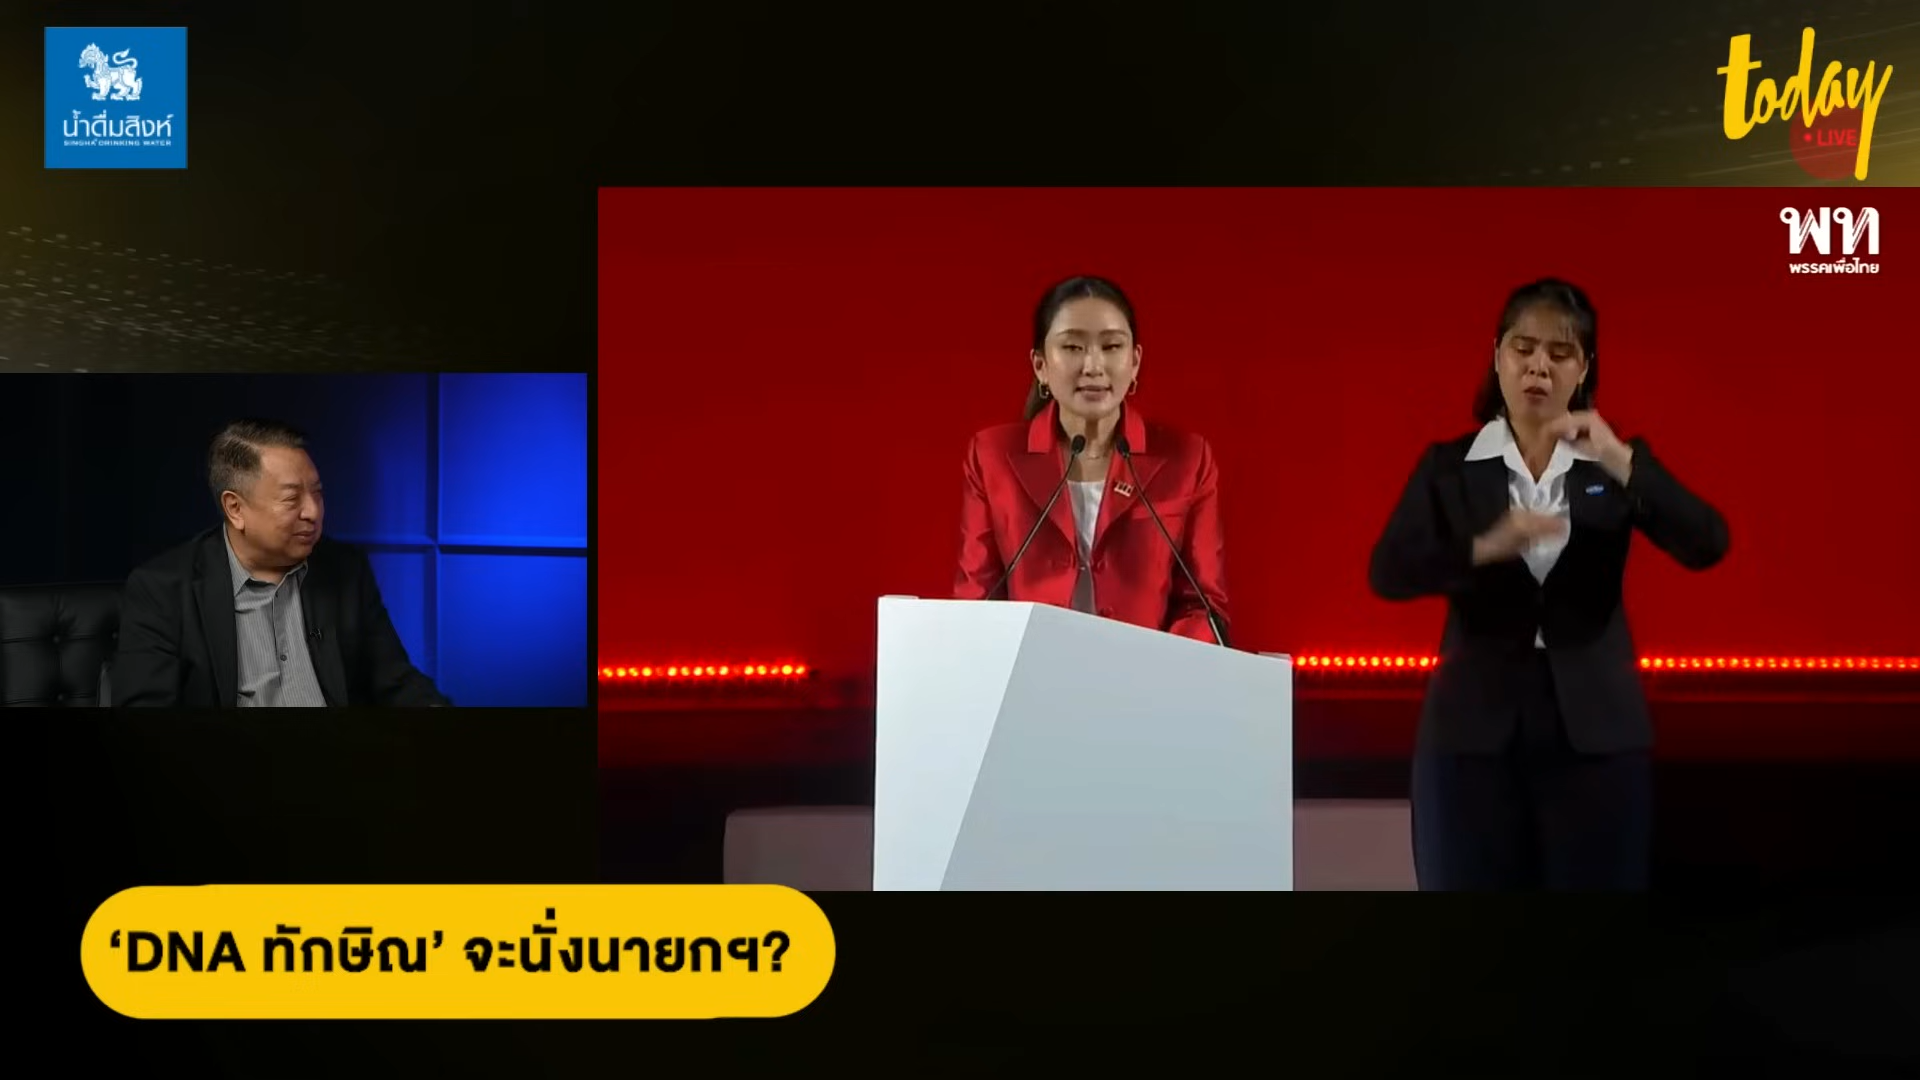 น้ำดื่มสิงห์
SINGHA DRINKING WATER
today
• LIVE
พท
พรรคเพื่อไทย
‘DNA ทักษิณ’ จะนั่งนายกฯ?